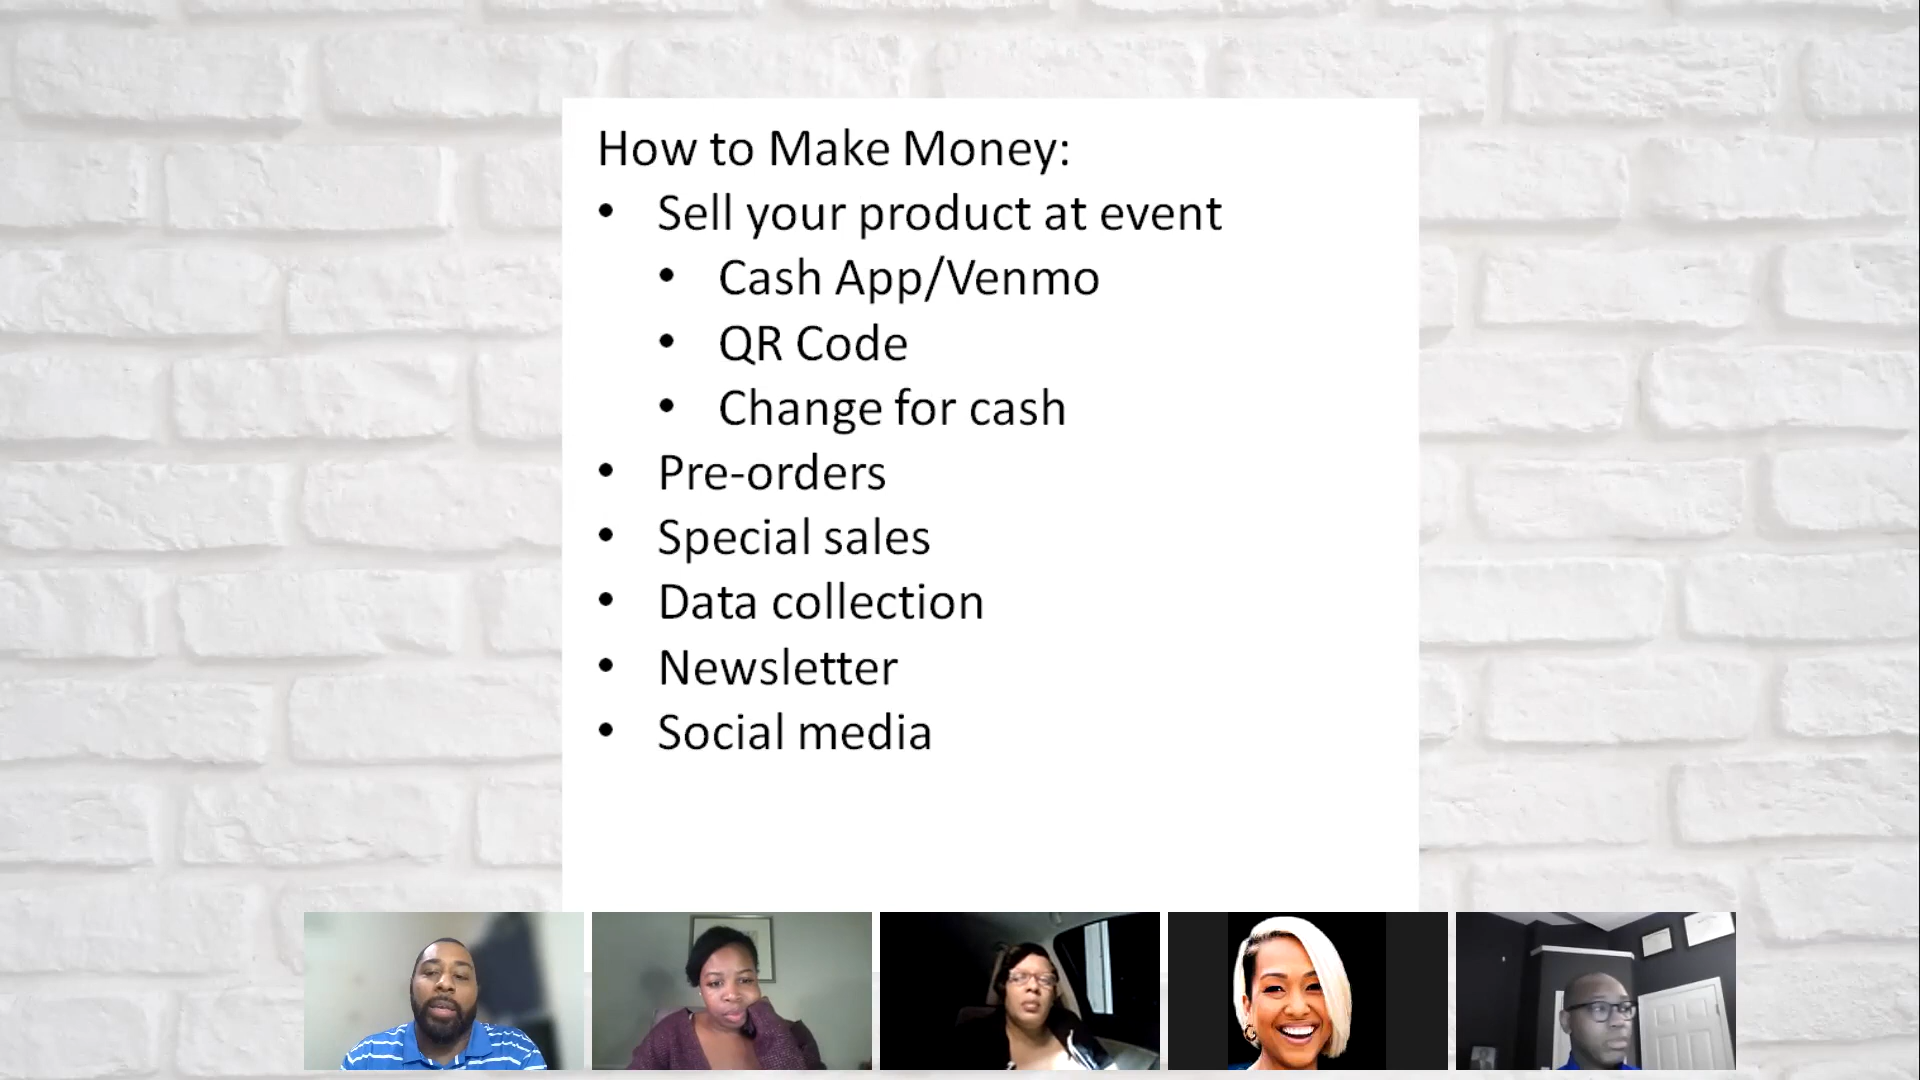 How to Make Money:
• Sell your product at event
• Cash App/Venmo
• QR Code
• Change for cash
• Pre-orders
• Special sales
• Data collection
• Newsletter
• Social media